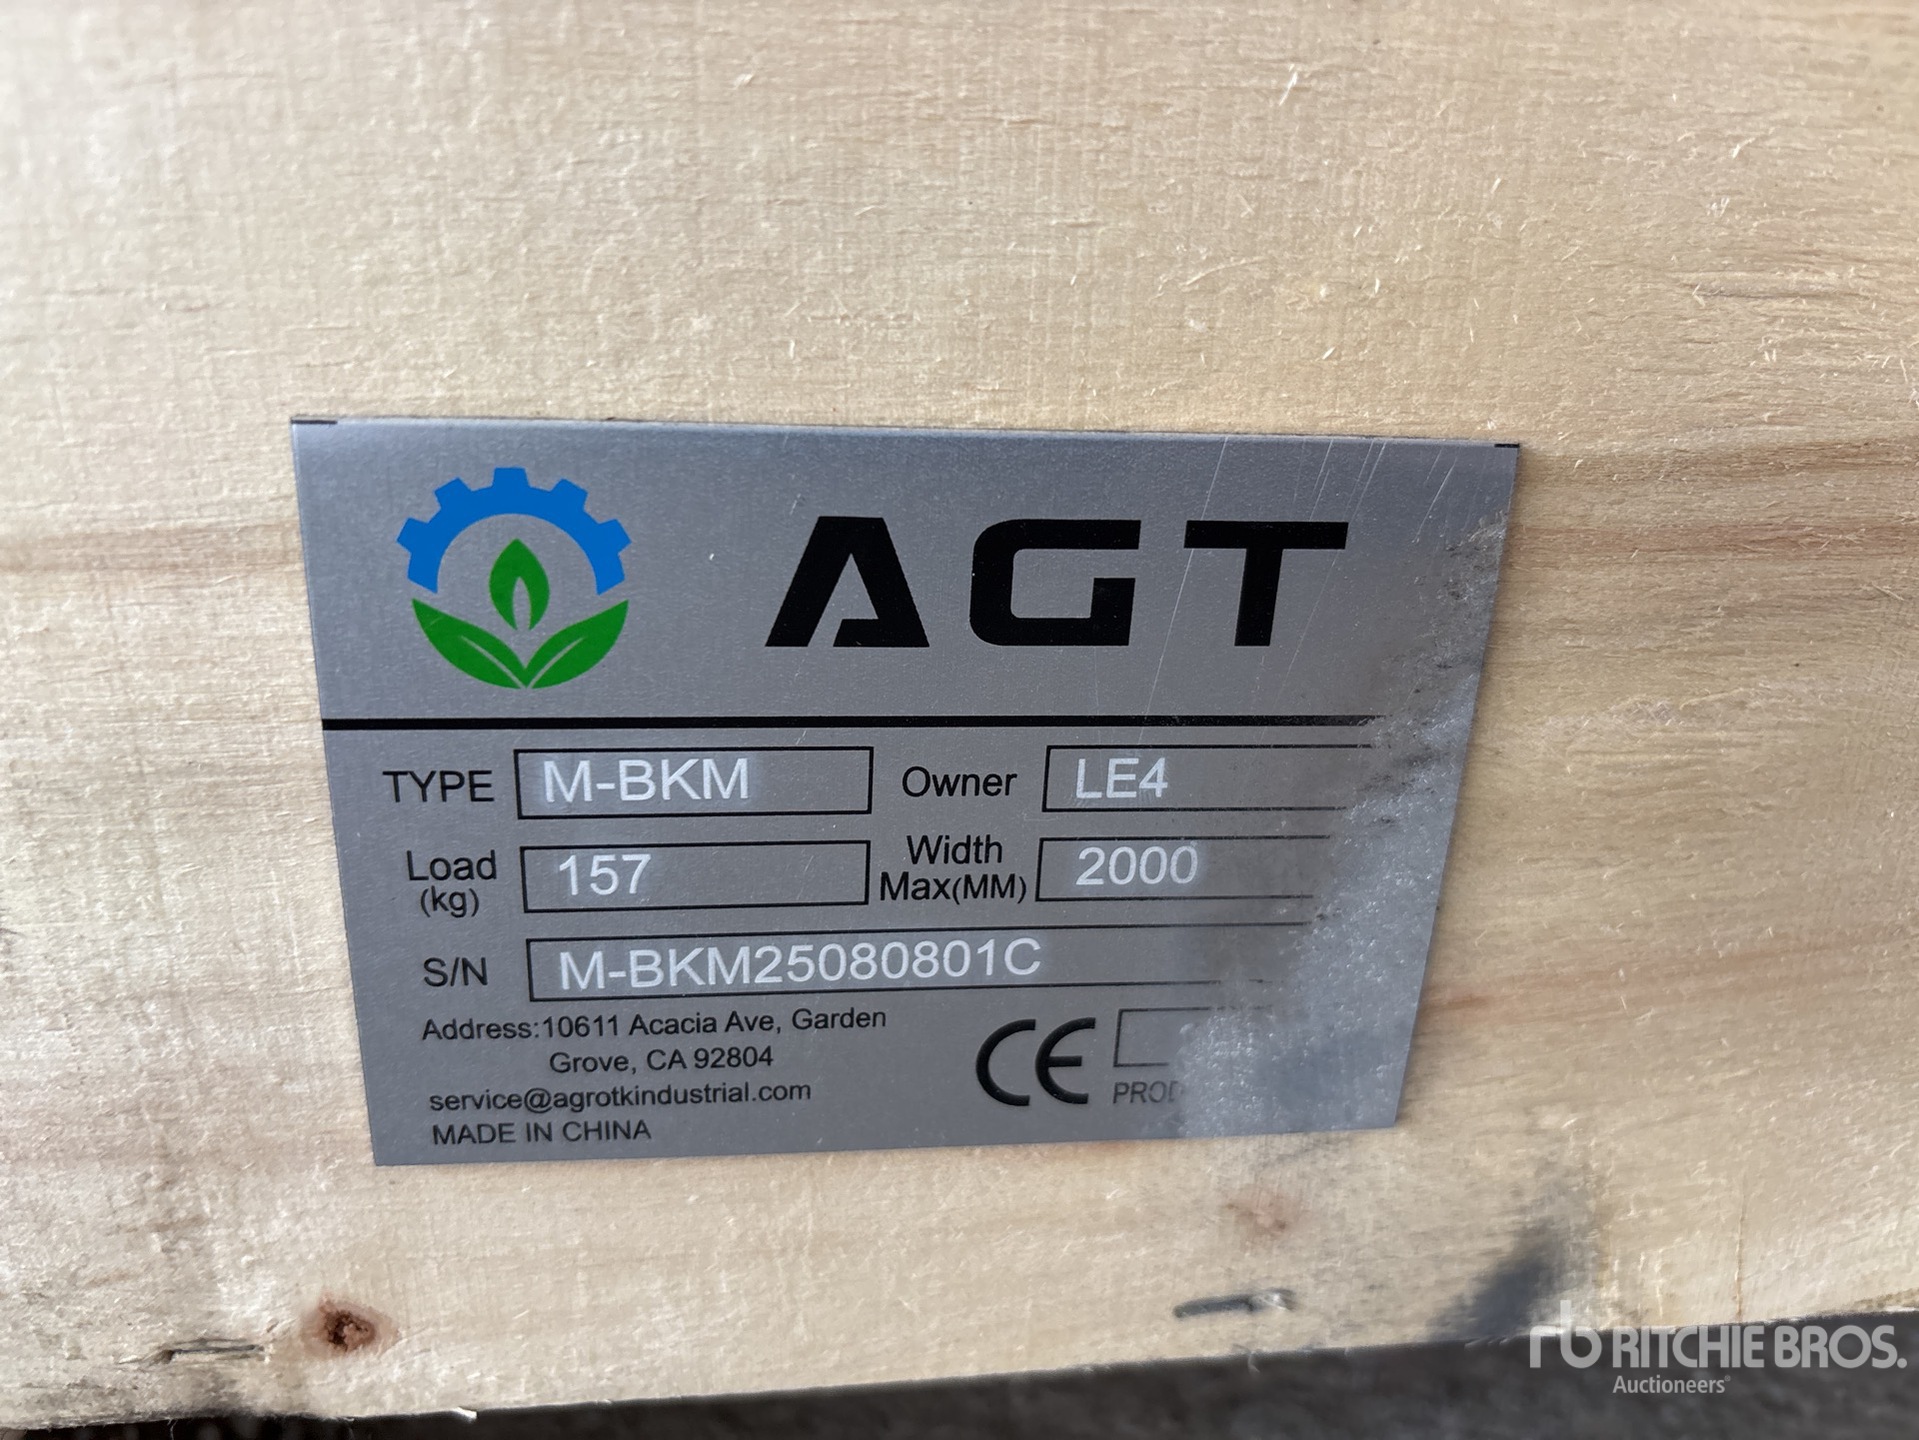 AGT
TYPE M-BKM Owner LE4
Load (kg) 157 Width Max(MM) 2000
S/N M-BKM25080801C
Address:10611 Acacia Ave, Garden
Grove, CA 92804
service@agrotkindustrial.com
MADE IN CHINA
CE
rb RITCHIE BROS.
Auctioneers®